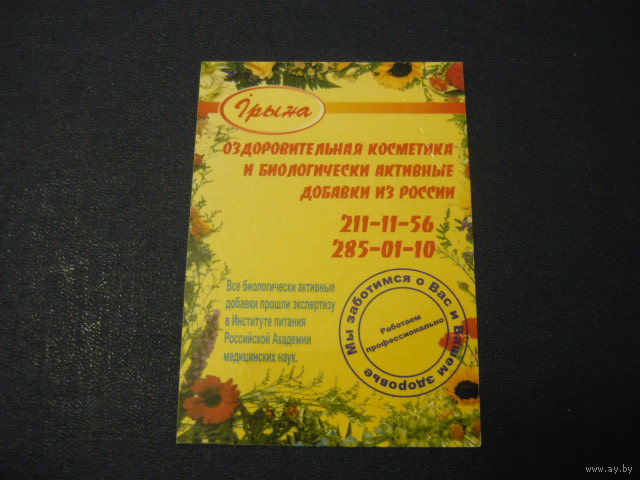 Iрына
ОЗДОРОВИТЕЛЬНАЯ КОСМЕТИКА
И БИОЛОГИЧЕСКИ АКТИВНЫЕ
ДОБАВКИ ИЗ РОССИИ
211-11-56
285-01-10
Все биологически активные
добавки прошли экспертизу
в Институте питания
Российской Академии
медицинских наук.
Мы заботимся о Вас и Вашем здоровье
Работаем
профессионально
www.ay.by